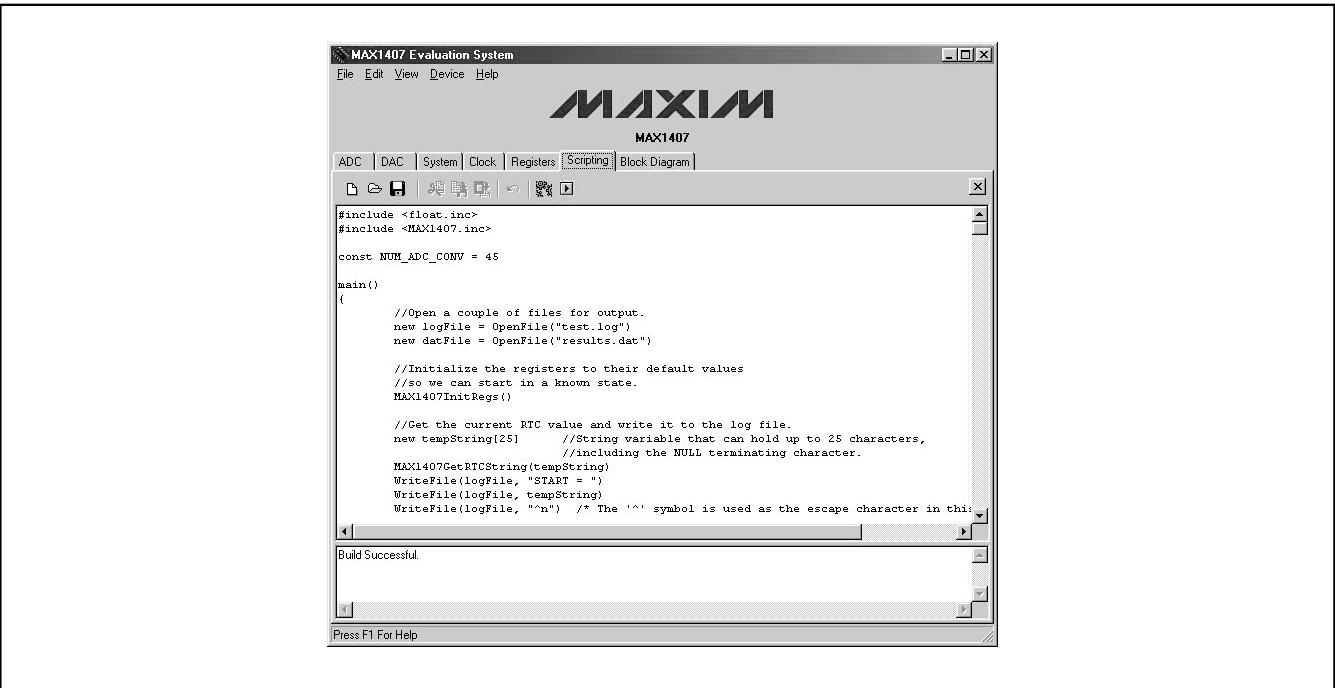 MAX1407 Evaluation System
File Edit View Device Help
MAXIM
MAX1407
ADC DAC System Clock Registers Scripting Block Diagram
#include <float.inc>
#include <MAX1407.inc>
const NUM_ADC_CONV = 45
main()
{
//Open a couple of files for output.
new logFile = OpenFile("test.log")
new datFile = OpenFile("results.dat")
//Initialize the registers to their default values
//so we can start in a known state.
MAX1407InitRegs()
//Get the current RTC value and write it to the log file.
new tempString[25] //String variable that can hold up to 25 characters,
//including the NULL terminating character.
MAX1407GetRTCString(tempString)
WriteFile(logFile, "START = ")
WriteFile(logFile, tempString)
WriteFile(logFile, "^n") /* The '^' symbol is used as the escape character in this
Build Successful.
Press F1 For Help